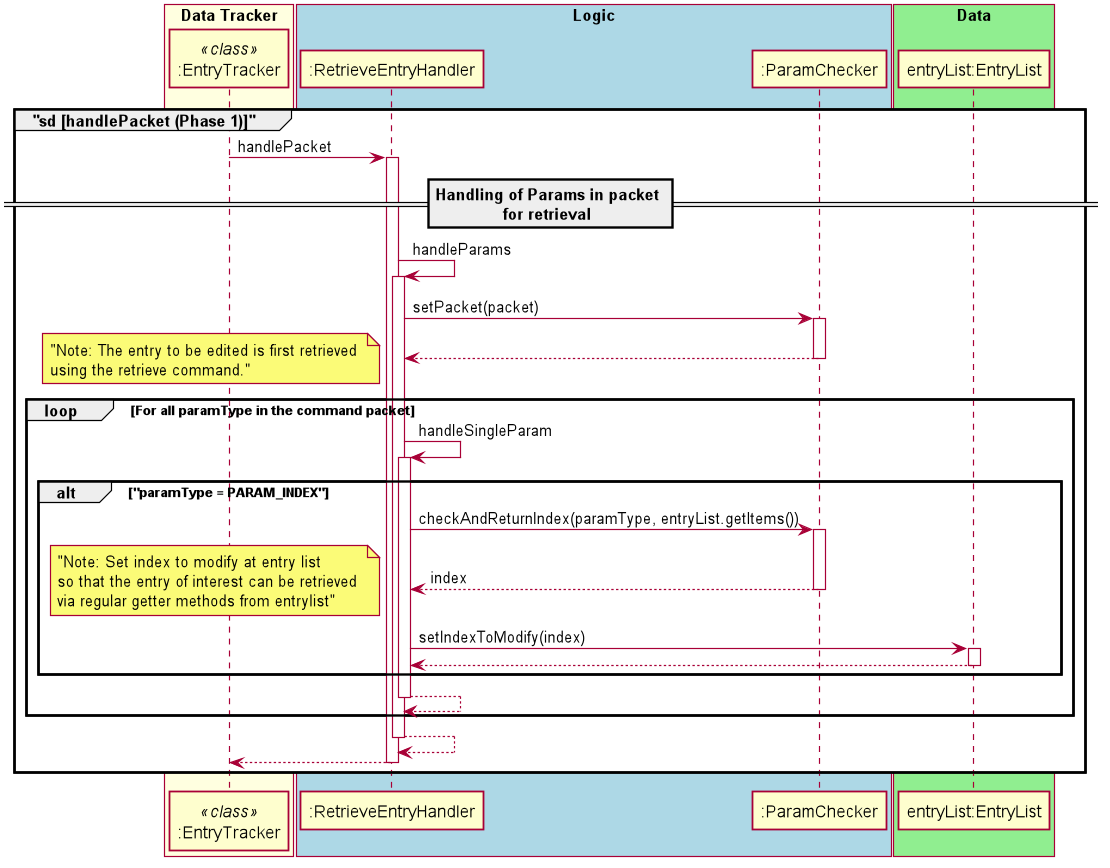 Data Tracker
Logic
Data
«class»
:EntryTracker
:RetrieveEntryHandler
:ParamChecker
entryList:EntryList
"sd [handlePacket (Phase 1)]"
handlePacket
Handling of Params in packet
for retrieval
handleParams
setPacket(packet)
"Note: The entry to be edited is first retrieved
using the retrieve command."
loop
[For all paramType in the command packet]
handleSingleParam
alt
["paramType = PARAM_INDEX"]
checkAndReturnIndex(paramType, entryList.getItems())
"Note: Set index to modify at entry list
so that the entry of interest can be retrieved
via regular getter methods from entrylist"
index
setIndexToModify(index)
«class»
:EntryTracker
:RetrieveEntryHandler
:ParamChecker
entryList:EntryList